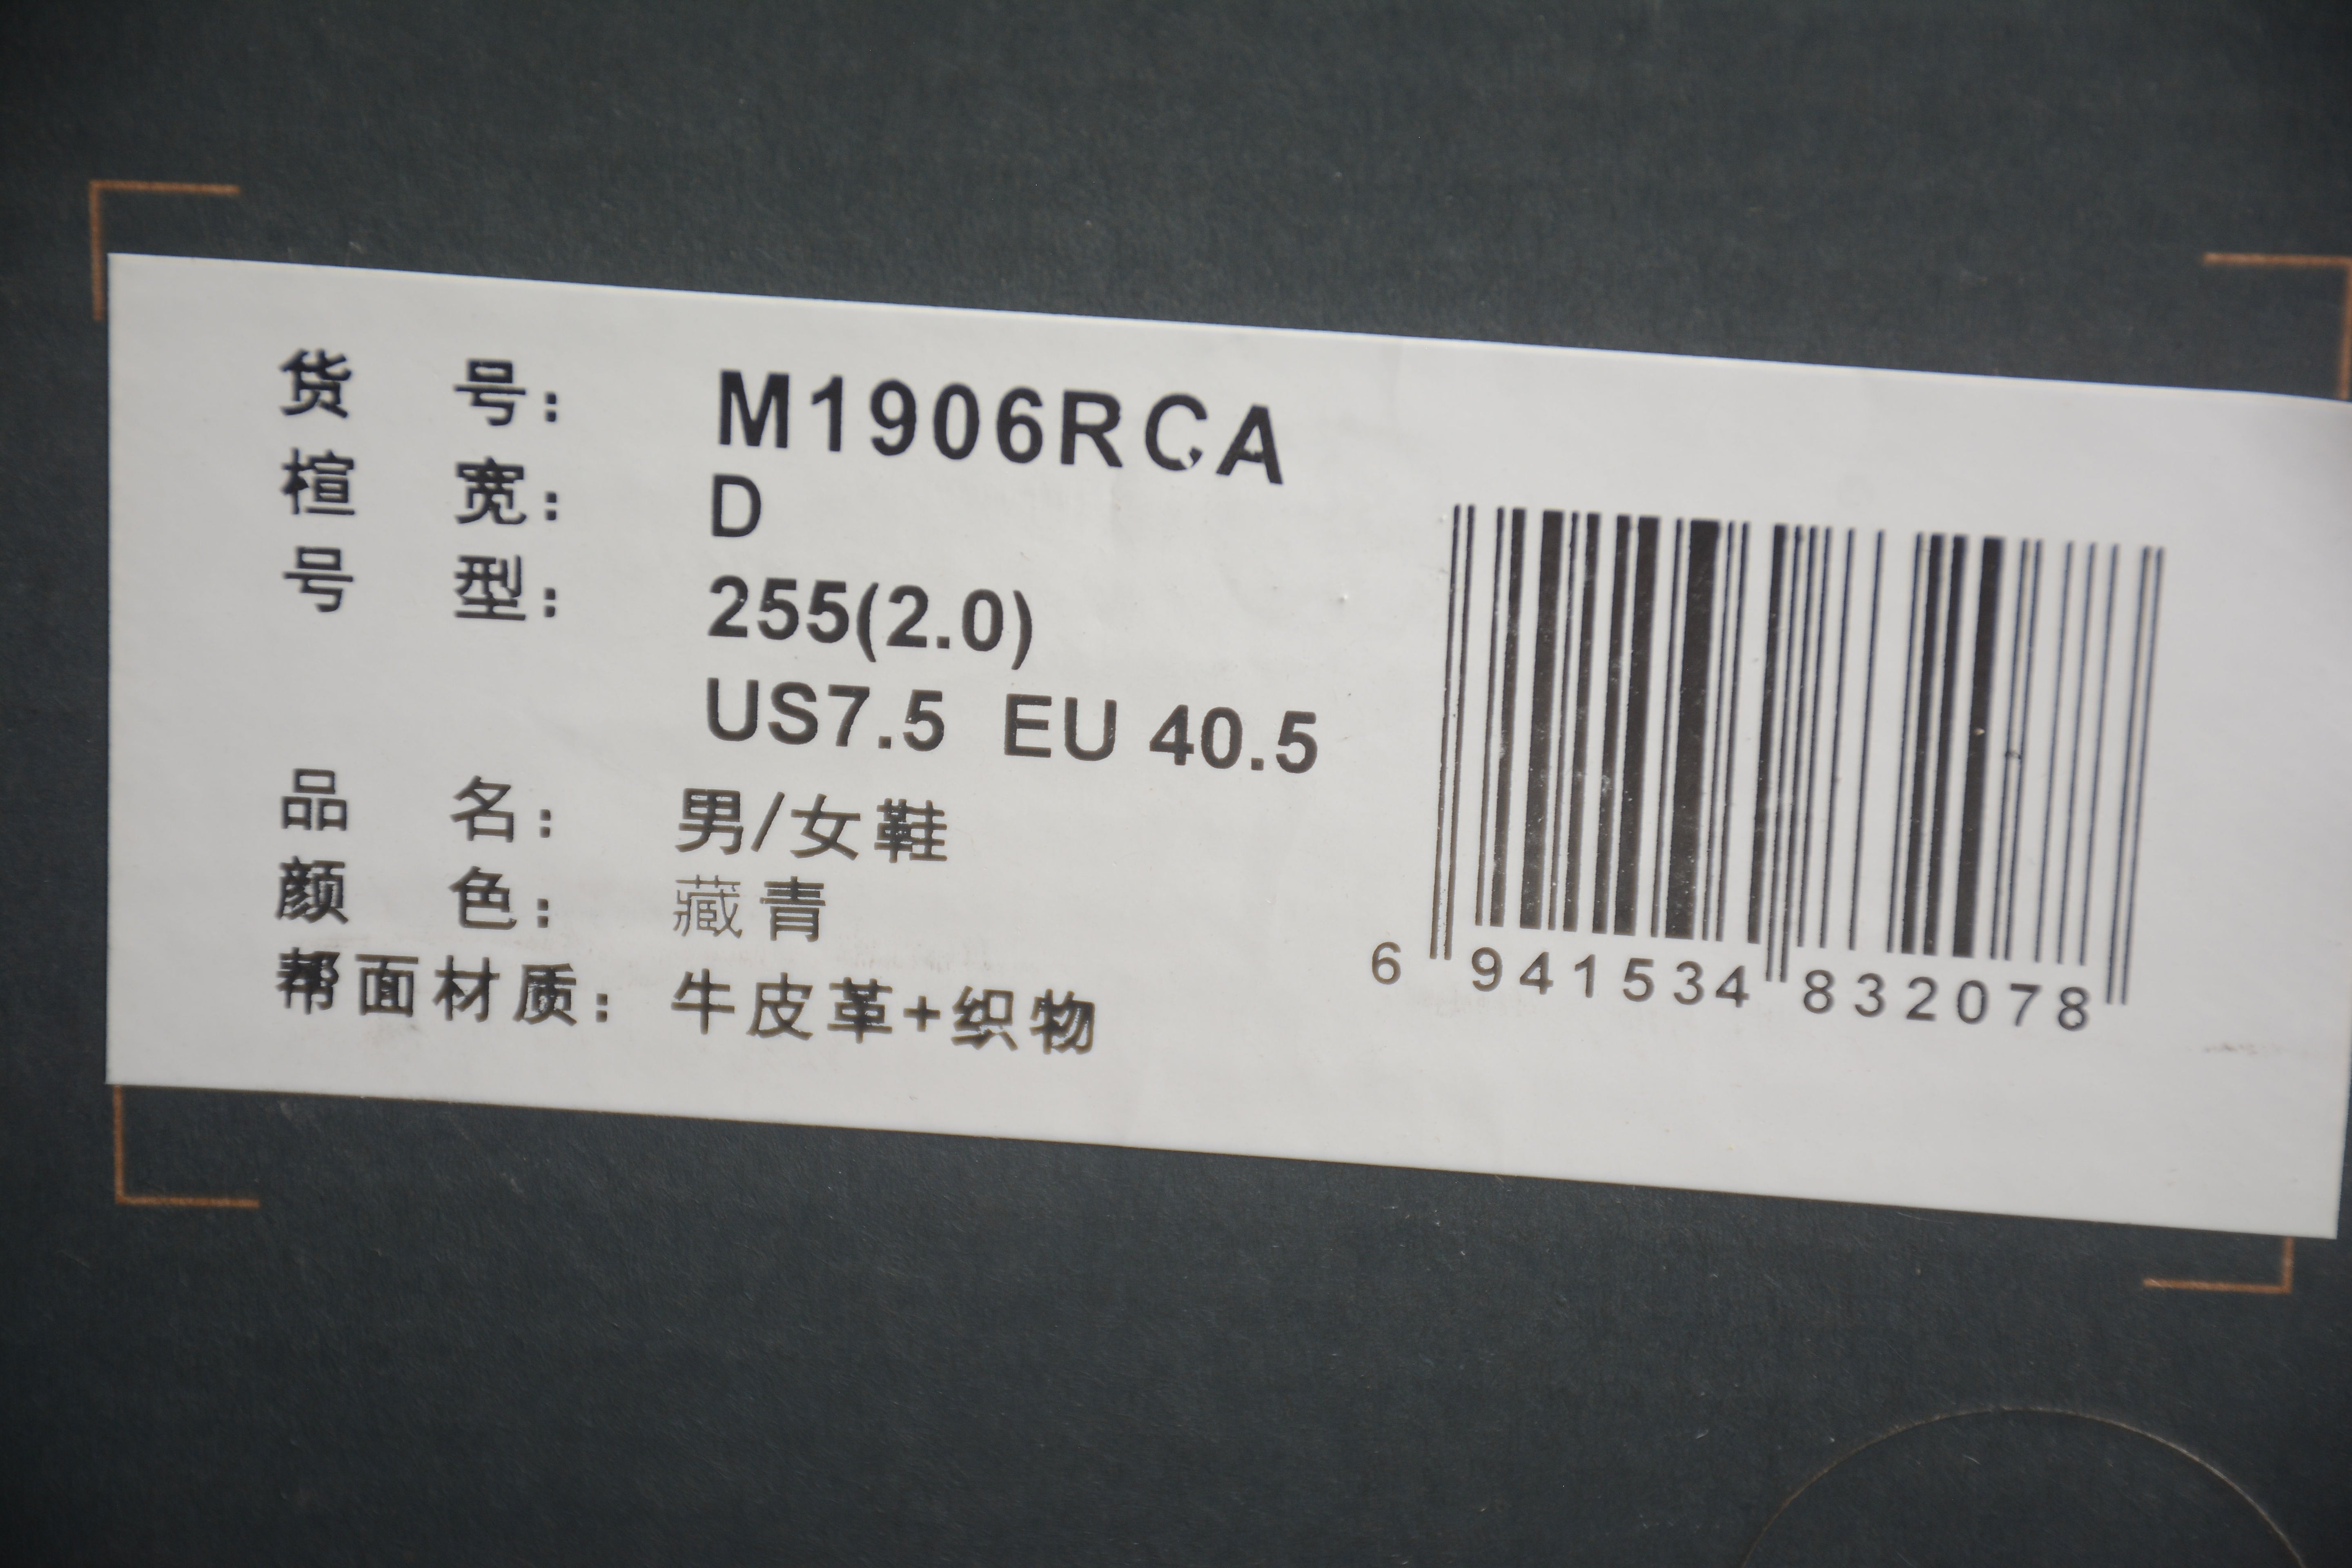 货 号: M1906RCA
楦 宽: D
号 型: 255(2.0)
US7.5 EU 40.5
品 名: 男/女鞋
颜 色: 藏青
帮面材质: 牛皮革+织物
6 941534 832078